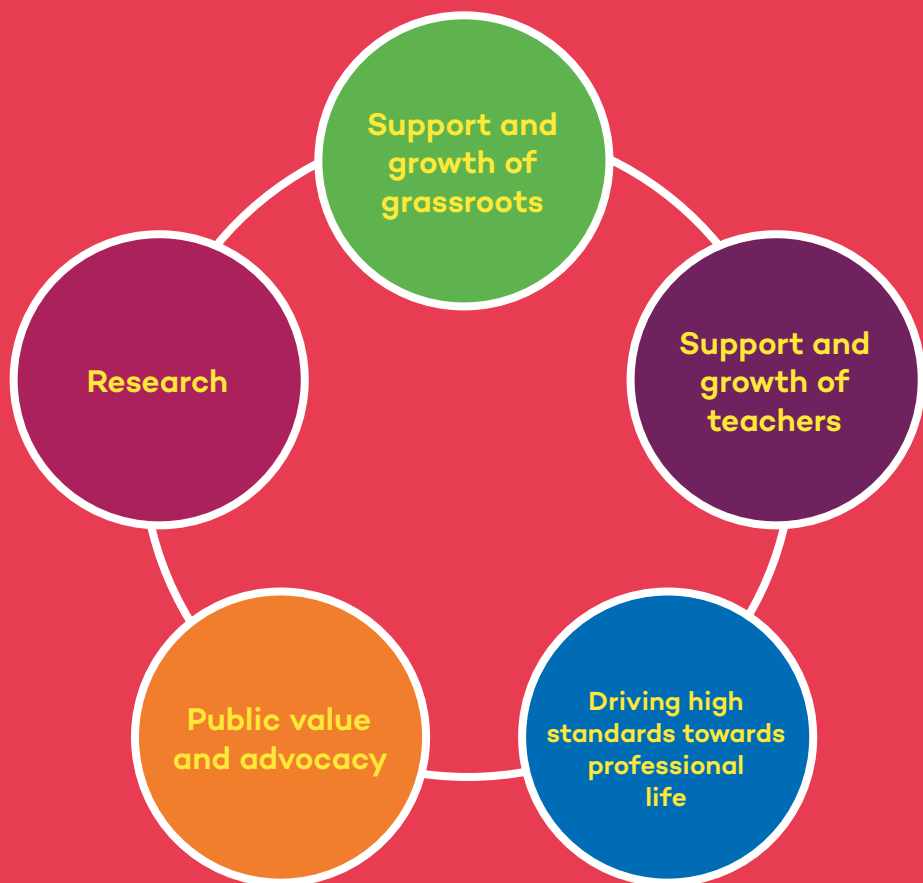 Support and
growth of
grassroots
Support and
growth of
teachers
Driving high
standards towards
professional
life
Public value
and advocacy
Research